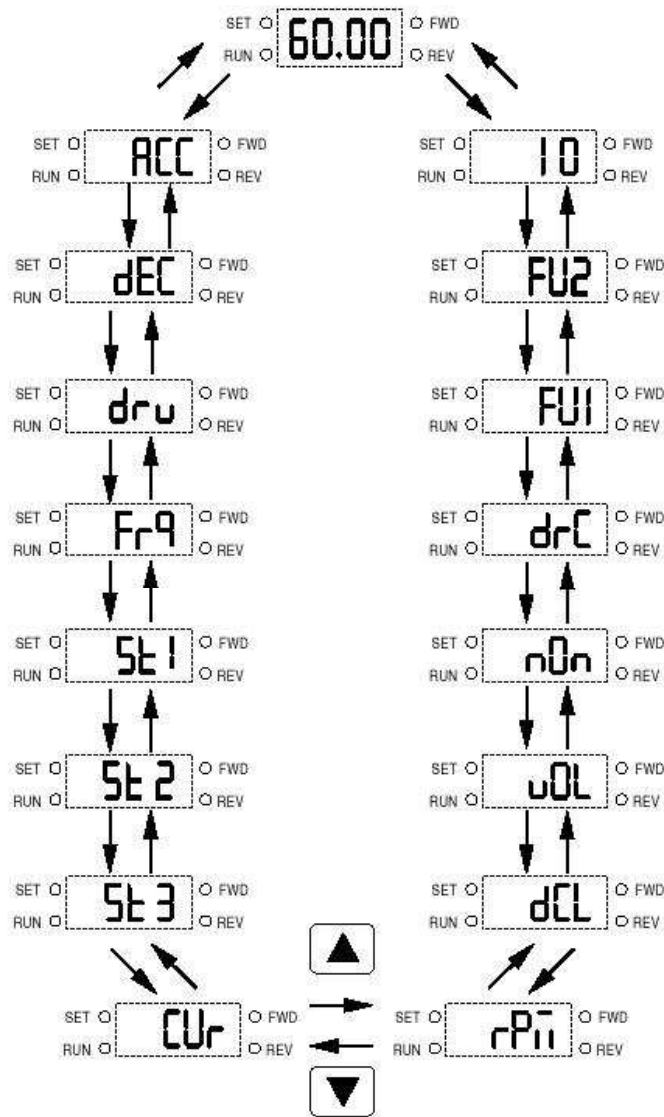 SET 60.00 FWD
RUN REV
SET ACC FWD
RUN REV
SET dEC FWD
RUN REV
SET dru FWD
RUN REV
SET Frq FWD
RUN REV
SET St1 FWD
RUN REV
SET St2 FWD
RUN REV
SET St3 FWD
RUN REV
SET CUr FWD
RUN REV
SET rPm FWD
RUN REV
SET dCL FWD
RUN REV
SET vOL FWD
RUN REV
SET nOn FWD
RUN REV
SET drC FWD
RUN REV
SET FU1 FWD
RUN REV
SET FU2 FWD
RUN REV
SET I0 FWD
RUN REV